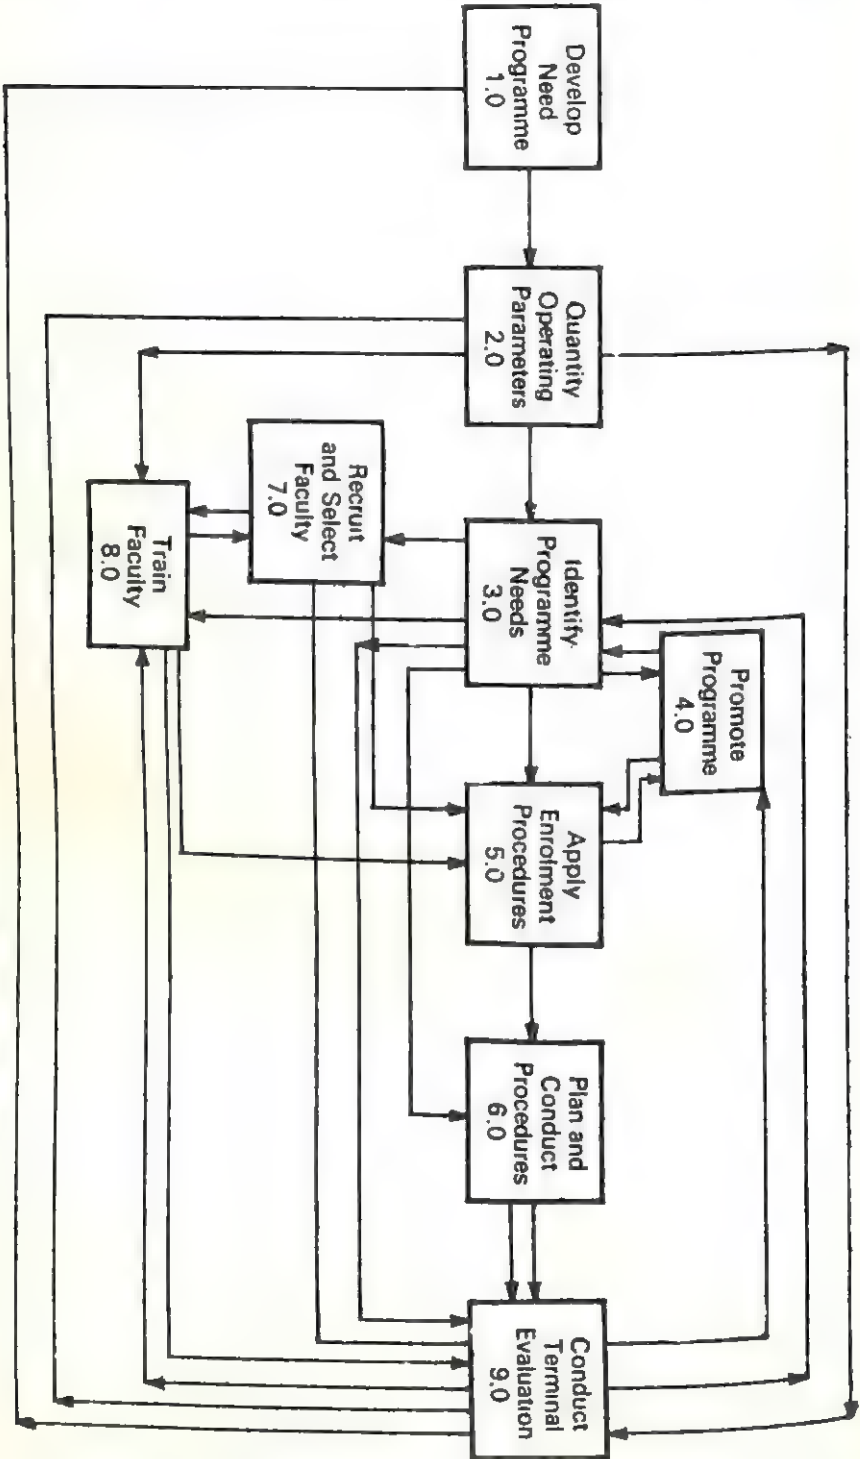 Develop
Need
Programme
1.0
Quantity
Operating
Parameters
2.0
Identify
Programme
Needs
3.0
Promote
Programme
4.0
Apply
Enrolment
Procedures
5.0
Plan and
Conduct
Procedures
6.0
Recruit
and Select
Faculty
7.0
Train
Faculty
8.0
Conduct
Terminal
Evaluation
9.0